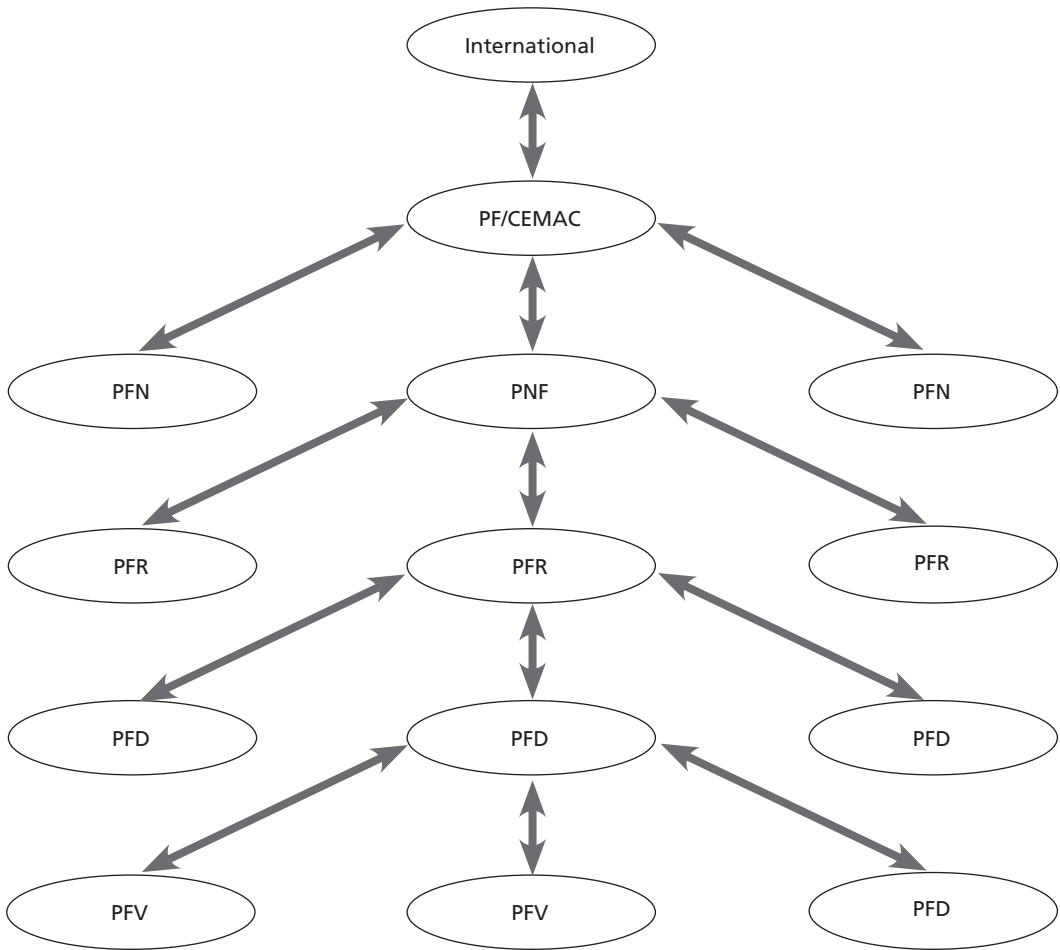 International
PF/CEMAC
PFN
PNF
PFN
PFR
PFR
PFR
PFD
PFD
PFD
PFV
PFV
PFD